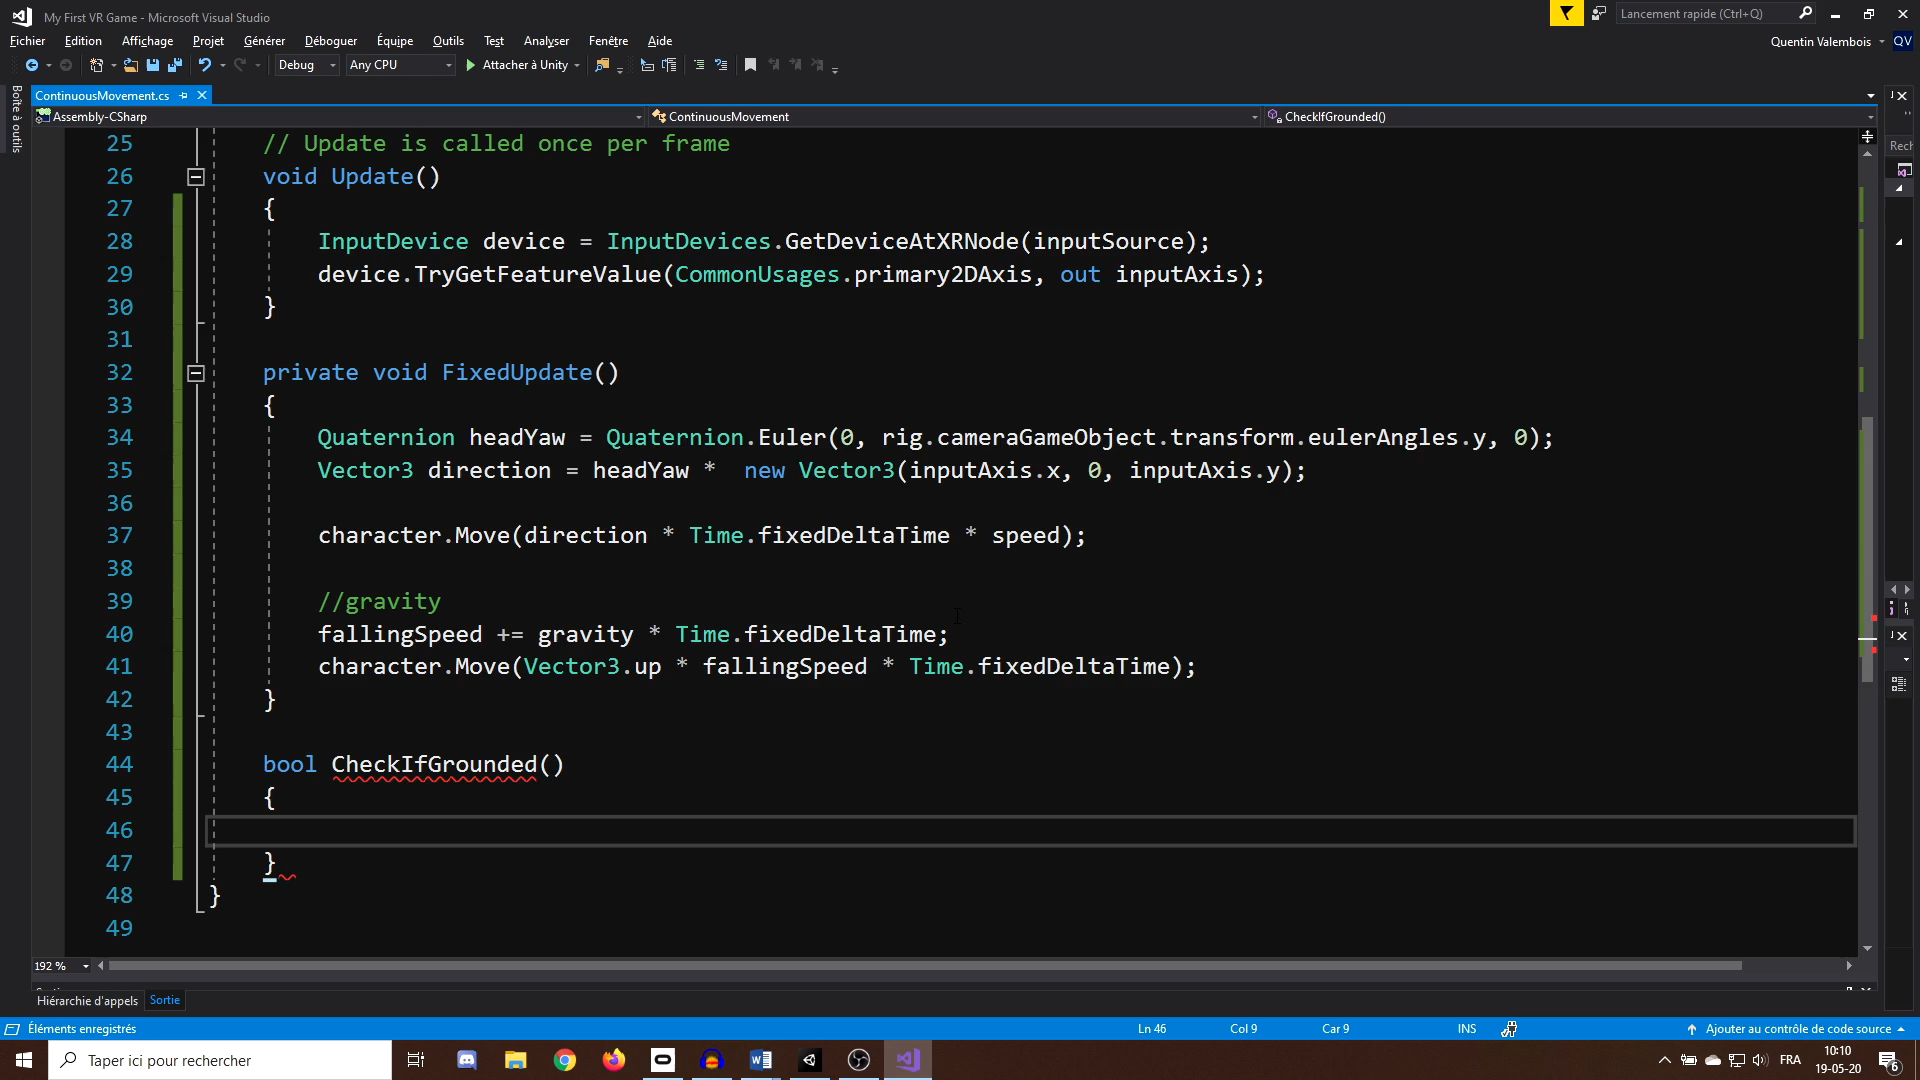 My First VR Game - Microsoft Visual Studio
Lancement rapide (Ctrl+Q)
Fichier Edition Affichage Projet Générer Déboguer Équipe Outils Test Analyser Fenêtre Aide
Quentin Valembois QV
Debug Any CPU Attacher à Unity
Boîte à outils
ContinuousMovement.cs
Assembly-CSharp ContinuousMovement CheckIfGrounded()
Rech
25 // Update is called once per frame
26 void Update()
27 {
28 InputDevice device = InputDevices.GetDeviceAtXRNode(inputSource);
29 device.TryGetFeatureValue(CommonUsages.primary2DAxis, out inputAxis);
30 }
31
32 private void FixedUpdate()
33 {
34 Quaternion headYaw = Quaternion.Euler(0, rig.cameraGameObject.transform.eulerAngles.y, 0);
35 Vector3 direction = headYaw *  new Vector3(inputAxis.x, 0, inputAxis.y);
36
37 character.Move(direction * Time.fixedDeltaTime * speed);
38
39 //gravity
40 fallingSpeed += gravity * Time.fixedDeltaTime;
41 character.Move(Vector3.up * fallingSpeed * Time.fixedDeltaTime);
42 }
43
44 bool CheckIfGrounded()
45 {
46
47 }
48 }
49
192 %
Hiérarchie d'appels Sortie
Éléments enregistrés Ln 46 Col 9 Car 9 INS Ajouter au contrôle de code source
Taper ici pour rechercher
FRA
10:10
19-05-20
6